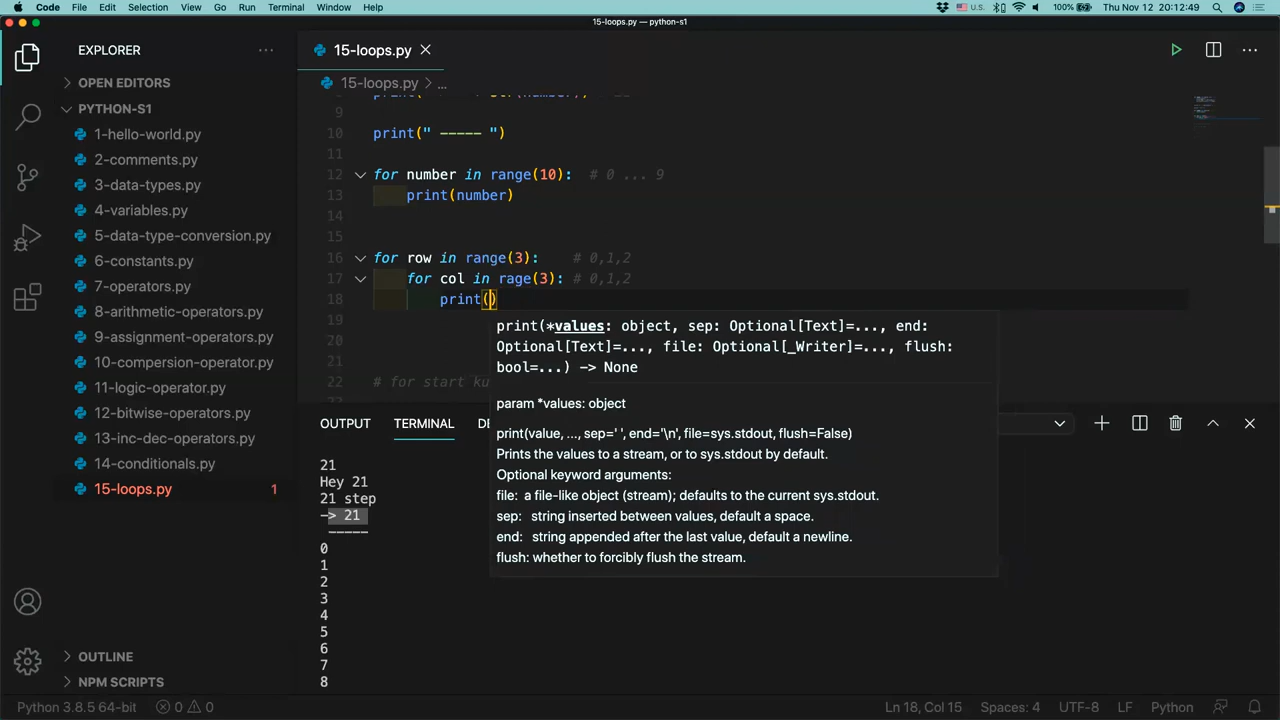 Code File Edit Selection View Go Run Terminal Window Help U.S. 100% Thu Nov 12 20:12:49
15-loops.py — python-s1
EXPLORER
OPEN EDITORS
PYTHON-S1
1-hello-world.py
2-comments.py
3-data-types.py
4-variables.py
5-data-type-conversion.py
6-constants.py
7-operators.py
8-arithmetic-operators.py
9-assignment-operators.py
10-compersion-operator.py
11-logic-operator.py
12-bitwise-operators.py
13-inc-dec-operators.py
14-conditionals.py
15-loops.py 1
OUTLINE
NPM SCRIPTS
15-loops.py
15-loops.py > ...
9
10 print(" ----- ")
11
12 for number in range(10): # 0 ... 9
13 print(number)
14
15
16 for row in range(3): # 0,1,2
17 for col in rage(3): # 0,1,2
18 print()
19
20
21
22 # for start ku
print(*values: object, sep: Optional[Text]=..., end:
Optional[Text]=..., file: Optional[_Writer]=..., flush:
bool=...) -> None
param *values: object
print(value, ..., sep=' ', end='\n', file=sys.stdout, flush=False)
Prints the values to a stream, or to sys.stdout by default.
Optional keyword arguments:
file: a file-like object (stream); defaults to the current sys.stdout.
sep: string inserted between values, default a space.
end: string appended after the last value, default a newline.
flush: whether to forcibly flush the stream.
OUTPUT TERMINAL
21
Hey 21
21 step
-> 21
-----
0
1
2
3
4
5
6
7
8
Python 3.8.5 64-bit 0 0 Ln 18, Col 15 Spaces: 4 UTF-8 LF Python